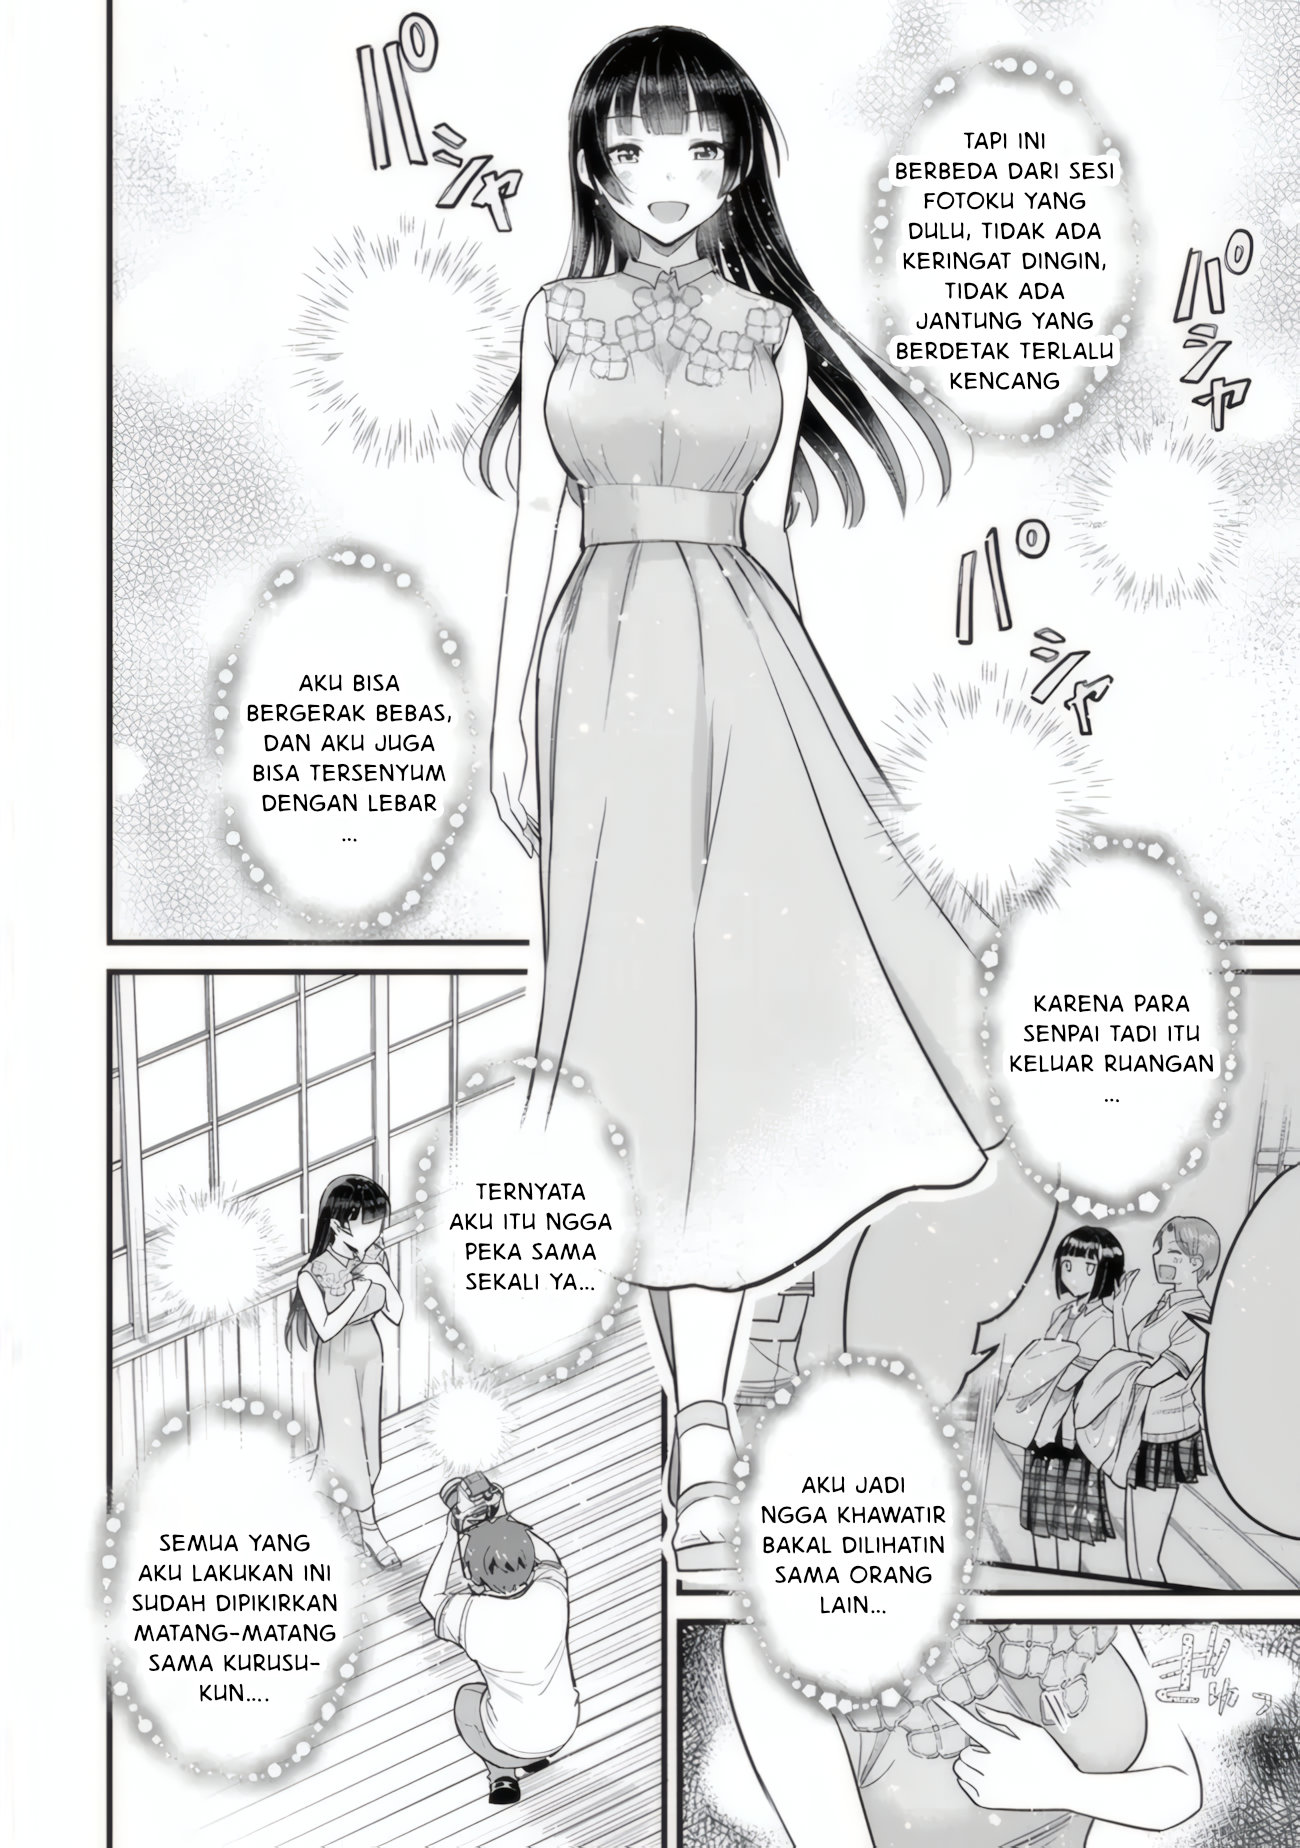 パシャ
TAPI INI
BERBEDA DARI SESI
FOTOKU YANG
DULU, TIDAK ADA
KERINGAT DINGIN,
TIDAK ADA
JANTUNG YANG
BERDETAK TERLALU
KENCANG
パシャ
パシャ
AKU BISA
BERGERAK BEBAS,
DAN AKU JUGA
BISA TERSENYUM
DENGAN LEBAR
...
KARENA PARA
SENPAI TADI ITU
KELUAR RUANGAN
...
TERNYATA
AKU ITU NGGA
PEKA SAMA
SEKALI YA...
AKU JADI
NGGA KHAWATIR
BAKAL DILIHATIN
SAMA ORANG
LAIN...
SEMUA YANG
AKU LAKUKAN INI
SUDAH DIPIKIRKAN
MATANG-MATANG
SAMA KURUSU-
KUN....
ぎゅっ